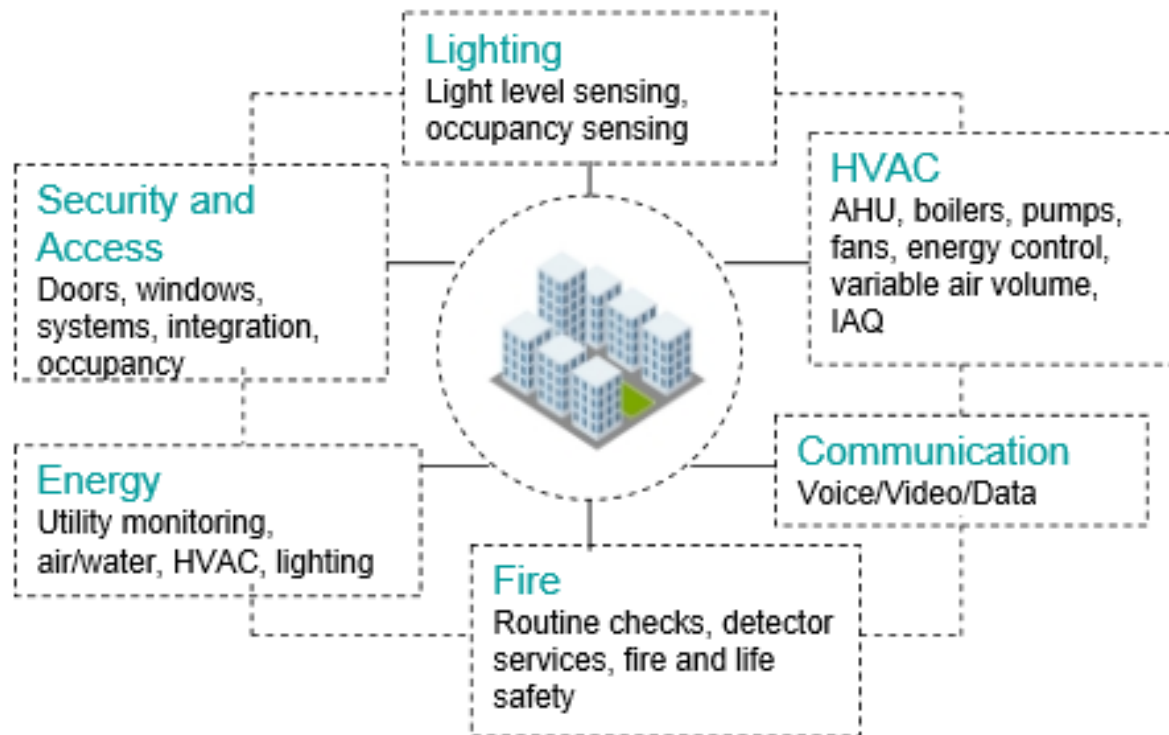 Lighting
Light level sensing,
occupancy sensing
Security and
Access
Doors, windows,
systems, integration,
occupancy
HVAC
AHU, boilers, pumps,
fans, energy control,
variable air volume,
IAQ
Energy
Utility monitoring,
air/water, HVAC, lighting
Communication
Voice/Video/Data
Fire
Routine checks, detector
services, fire and life
safety